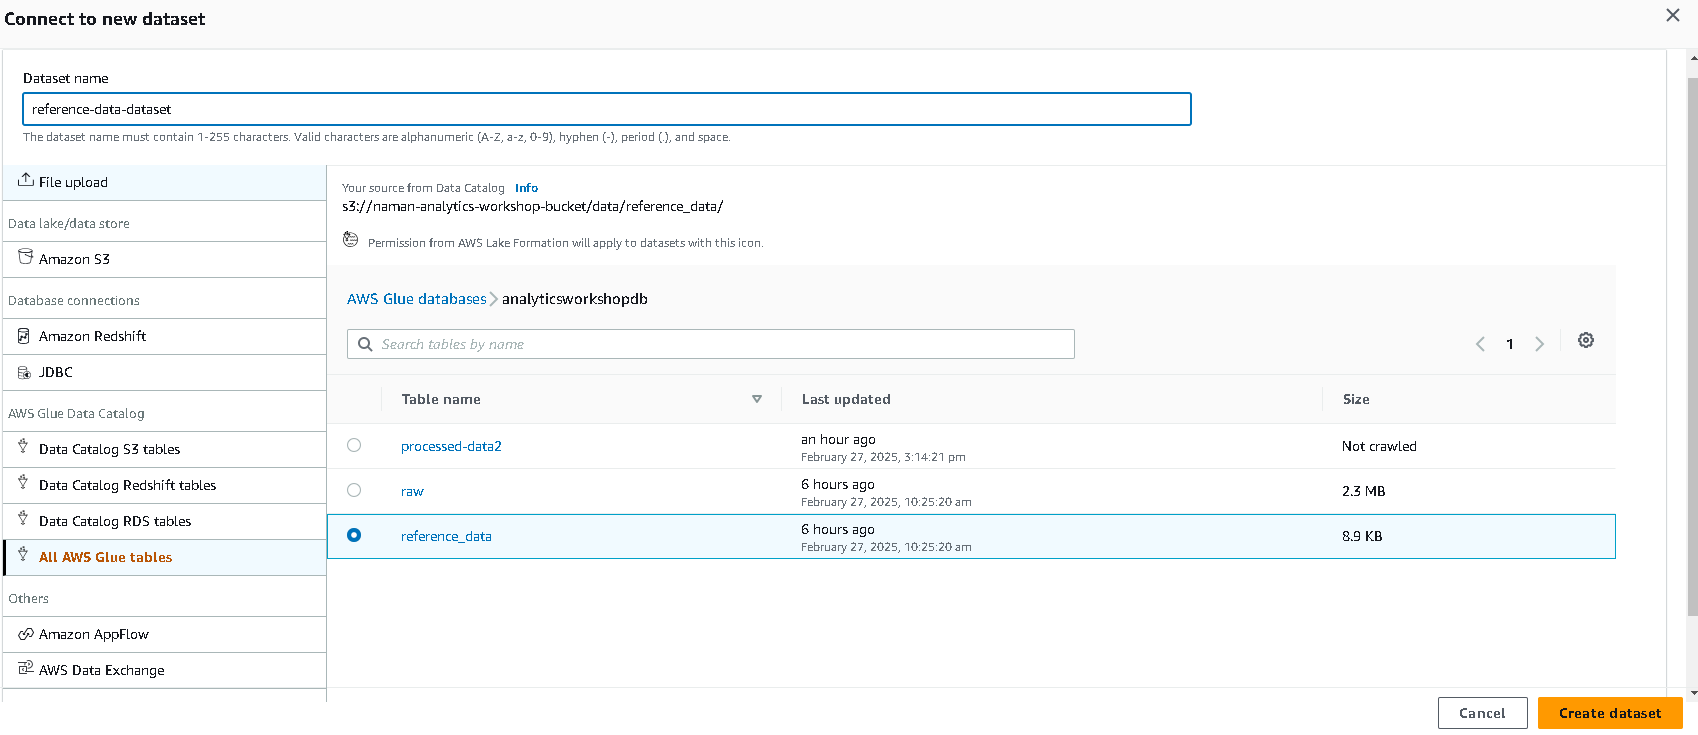 Connect to new dataset
Dataset name
reference-data-dataset
The dataset name must contain 1-255 characters. Valid characters are alphanumeric (A-Z, a-z, 0-9), hyphen (-), period (.), and space.
File upload
Data lake/data store
Amazon S3
Database connections
Amazon Redshift
JDBC
AWS Glue Data Catalog
Data Catalog S3 tables
Data Catalog Redshift tables
Data Catalog RDS tables
All AWS Glue tables
Others
Amazon AppFlow
AWS Data Exchange
Your source from Data Catalog Info
s3://naman-analytics-workshop-bucket/data/reference_data/
Permission from AWS Lake Formation will apply to datasets with this icon.
AWS Glue databases analyticsworkshopdb
Search tables by name
1
Table name Last updated Size
processed-data2 an hour ago Not crawled
February 27, 2025, 3:14:21 pm
raw 6 hours ago 2.3 MB
February 27, 2025, 10:25:20 am
reference_data 6 hours ago 8.9 KB
February 27, 2025, 10:25:20 am
Cancel Create dataset